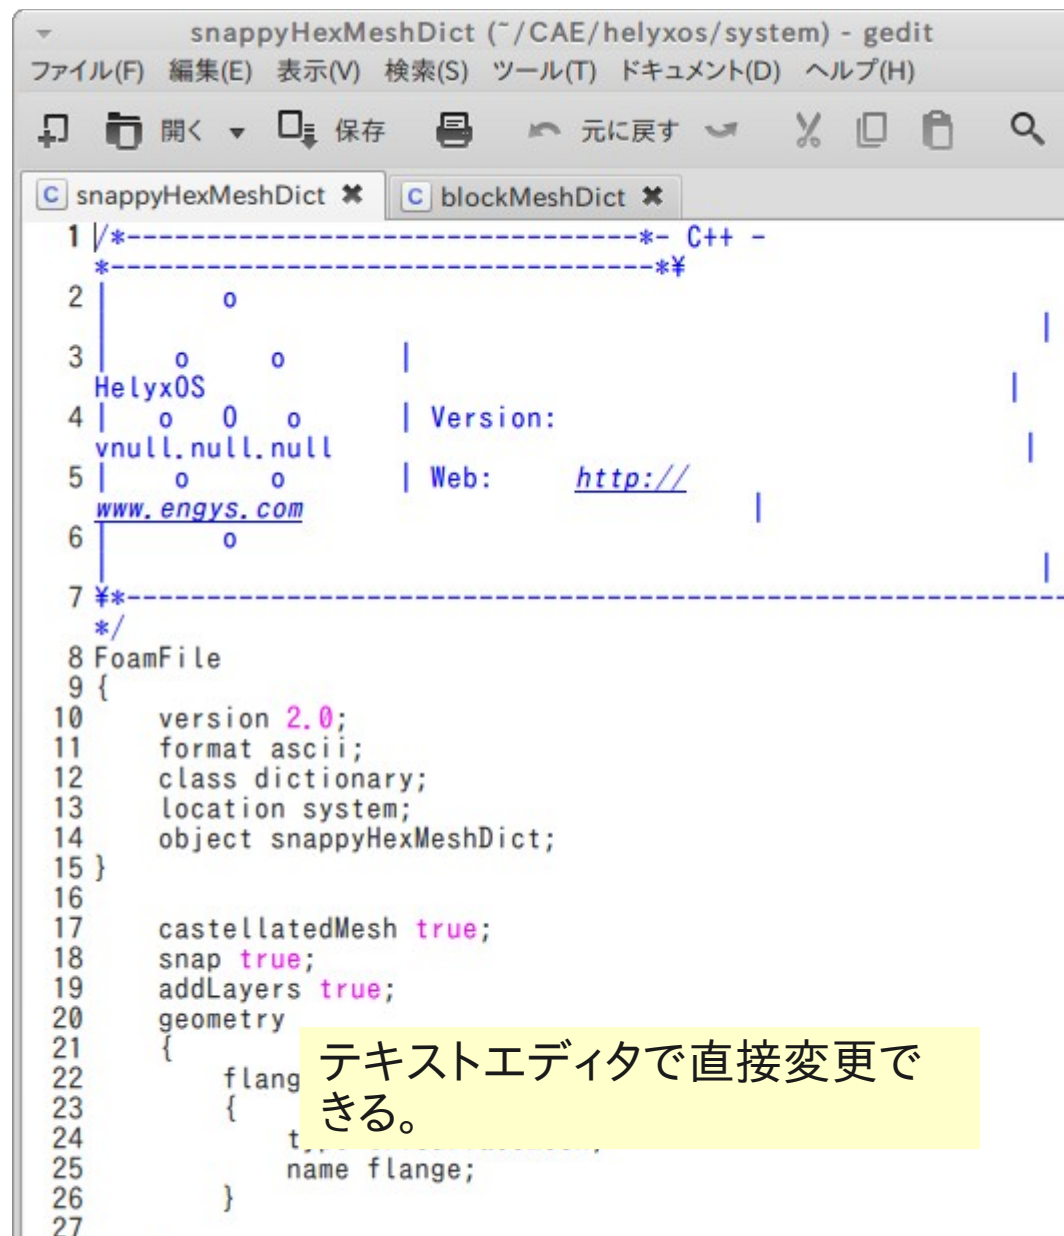 snappyHexMeshDict (~/CAE/helyxos/system) - gedit
ファイル(F) 編集(E) 表示(V) 検索(S) ツール(T) ドキュメント(D) ヘルプ(H)
開く 保存 元に戻す
snappyHexMeshDict blockMeshDict
1 /*---------------------------------*- C++ -
*----------------------------------*¥
2 | o
| |
3 | o o |
HelyxOS |
4 | o O o | Version:
vnull.null.null |
5 | o o | Web: http://
www.engys.com |
6 | o
| |
7 ¥*-----------------------------------------------------------
*/
8 FoamFile
9 {
10 version 2.0;
11 format ascii;
12 class dictionary;
13 location system;
14 object snappyHexMeshDict;
15 }
16
17 castellatedMesh true;
18 snap true;
19 addLayers true;
20 geometry
21 {
22 flang
23 {
24
25 name flange;
26 }
27
テキストエディタで直接変更で
きる。